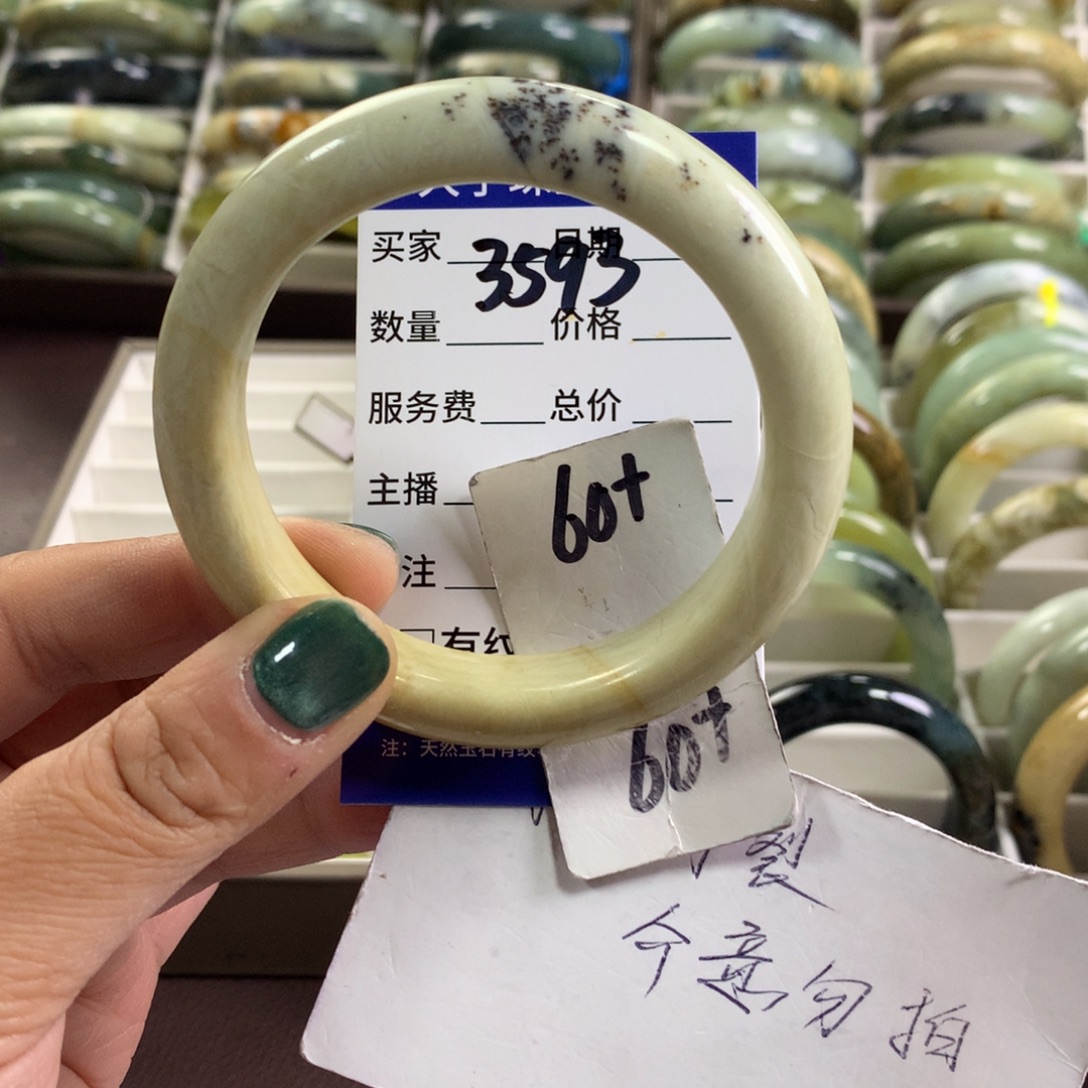 买家 日期
3593
数量 价格
服务费 总价
主播
60+
注
有纹
60+
注：天然玉石有纹
裂
介意勿拍